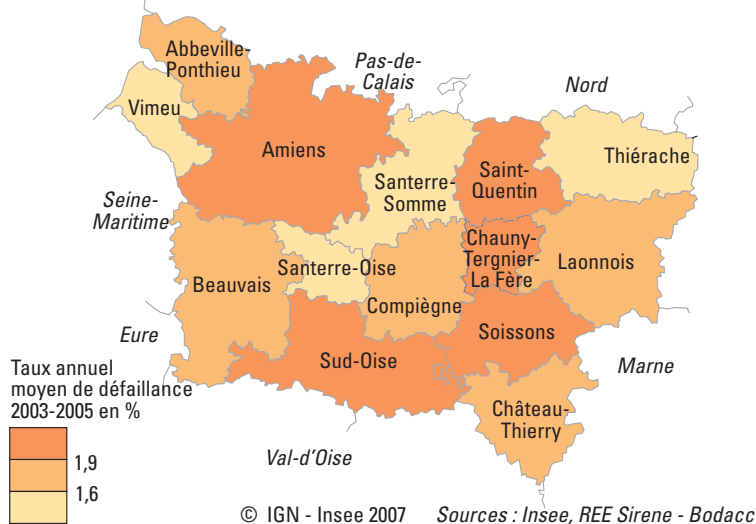 Abbeville-
Ponthieu
Pas-de-
Calais
Nord
Vimeu
Amiens
Thiérache
Saint-
Quentin
Santerre-
Somme
Seine-
Maritime
Chauny-
Tergnier-
La Fère
Laonnois
Santerre-Oise
Beauvais
Compiègne
Eure
Soissons
Sud-Oise
Marne
Taux annuel
moyen de défaillance
2003-2005 en %
1,9
1,6
Château-
Thierry
Val-d'Oise
© IGN - Insee 2007 Sources : Insee, REE Sirene - Bodacc